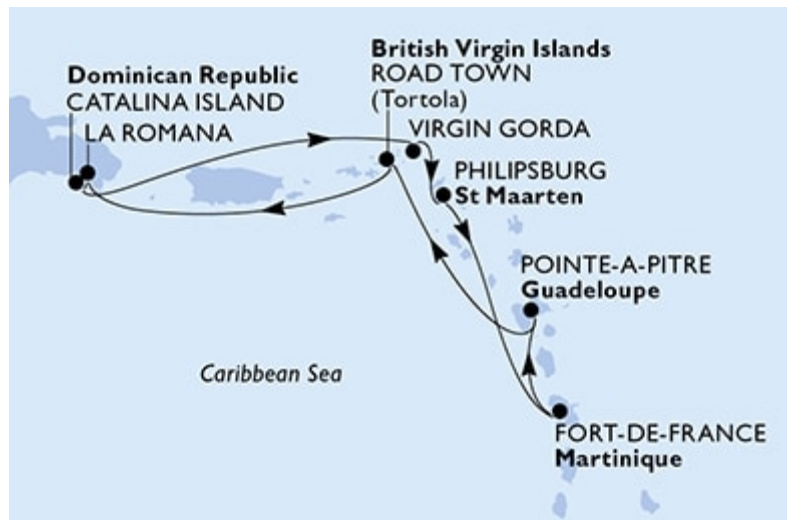 Dominican Republic
CATALINA ISLAND
LA ROMANA
British Virgin Islands
ROAD TOWN
(Tortola)
VIRGIN GORDA
PHILIPSBURG
St Maarten
POINTE-A-PITRE
Guadeloupe
Caribbean Sea
FORT-DE-FRANCE
Martinique